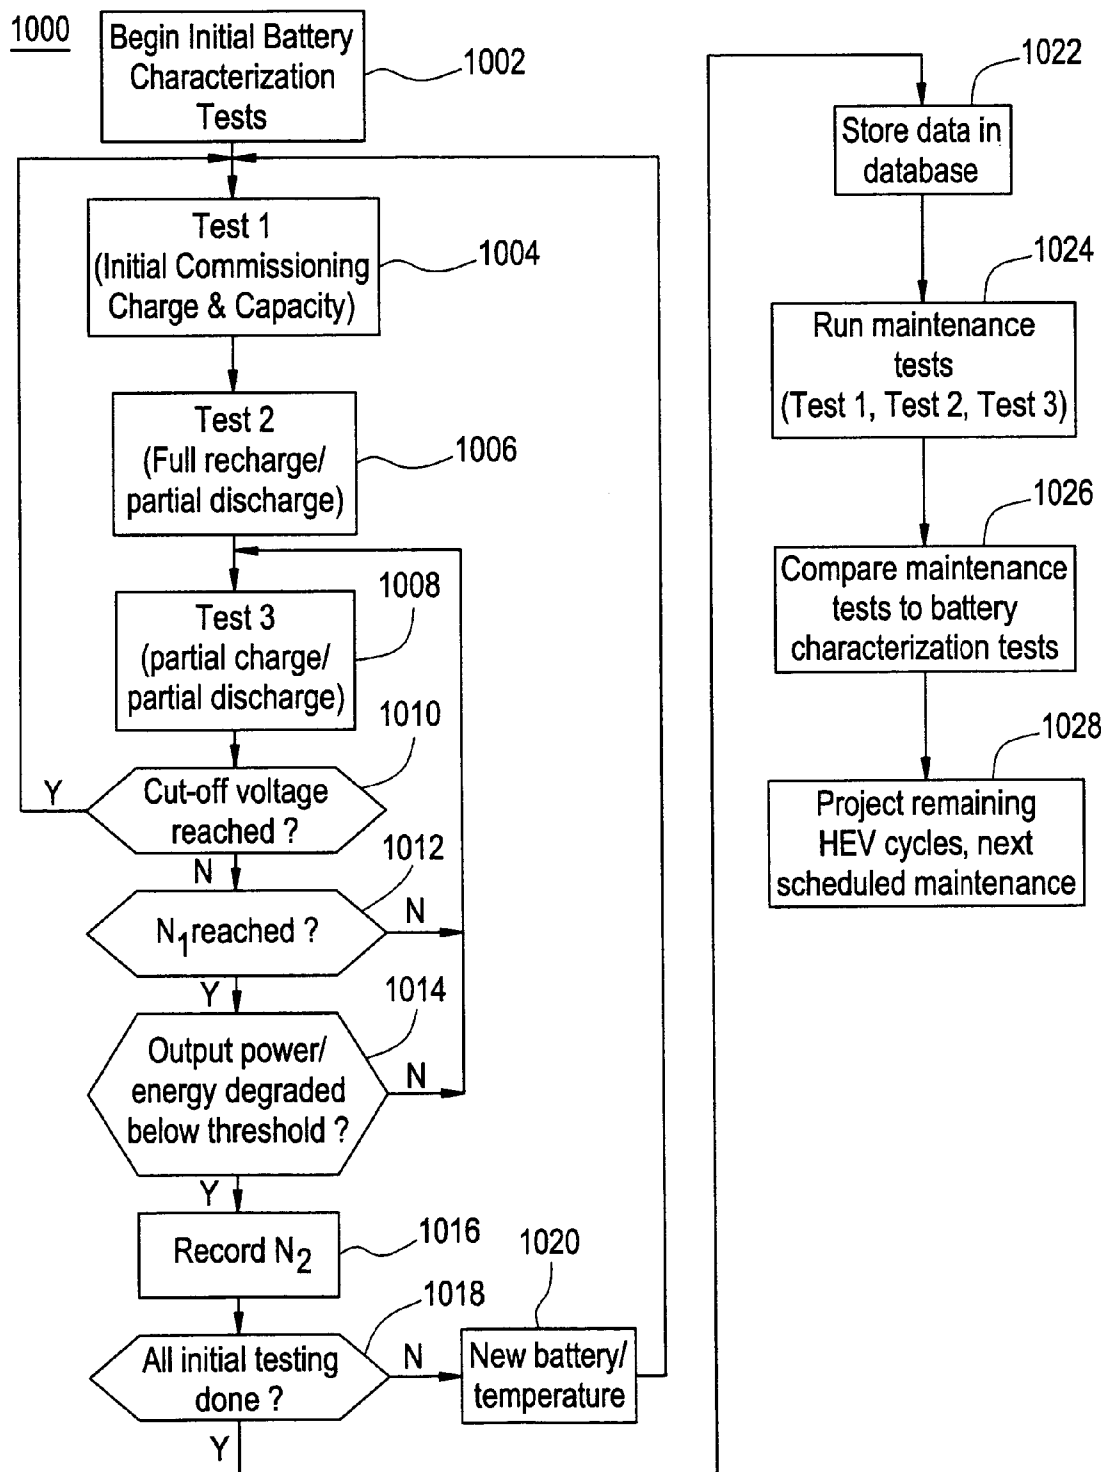 1000
Begin Initial Battery
Characterization
Tests
1002
Test 1
(Initial Commissioning
Charge & Capacity)
1004
Test 2
(Full recharge/
partial discharge)
1006
Test 3
(partial charge/
partial discharge)
1008
Cut-off voltage
reached ?
1010
Y
N
N1 reached ?
1012
N
Y
Output power/
energy degraded
below threshold ?
1014
N
Y
Record N2
1016
All initial testing
done ?
1018
N
New battery/
temperature
1020
Y
Store data in
database
1022
Run maintenance
tests
(Test 1, Test 2, Test 3)
1024
Compare maintenance
tests to battery
characterization tests
1026
Project remaining
HEV cycles, next
scheduled maintenance
1028